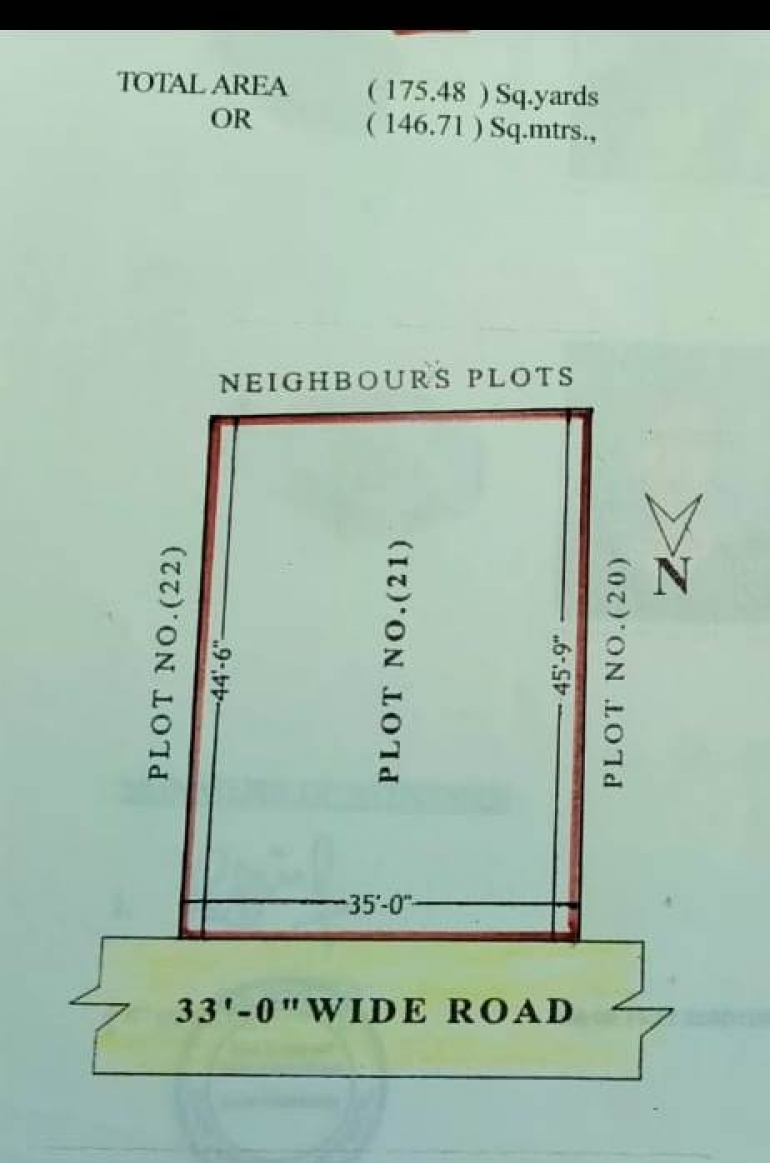 TOTAL AREA ( 175.48 ) Sq.yards
OR ( 146.71 ) Sq.mtrs.,
NEIGHBOURS PLOTS
PLOT NO.(22)
44'-6"
PLOT NO.(21)
45'-9"
PLOT NO.(20)
N
35'-0"
33'-0"WIDE ROAD